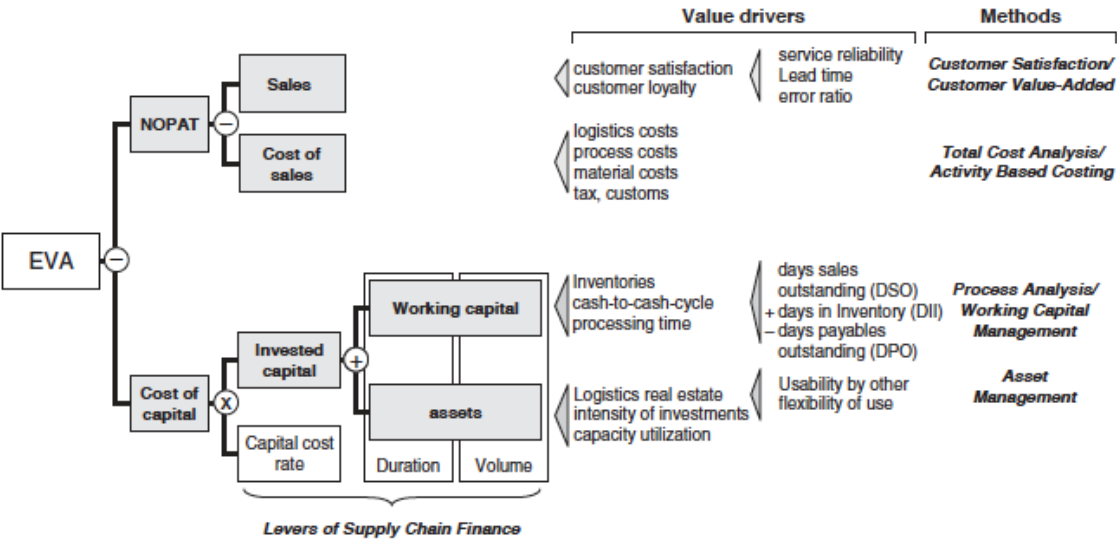 Value drivers
Methods
Sales
customer satisfaction
customer loyalty
service reliability
Lead time
error ratio
Customer Satisfaction/
Customer Value-Added
NOPAT
−
Cost of
sales
logistics costs
process costs
material costs
tax, customs
Total Cost Analysis/
Activity Based Costing
EVA
−
Working capital
Inventories
cash-to-cash-cycle
processing time
days sales
outstanding (DSO)
+ days in Inventory (DII)
− days payables
outstanding (DPO)
Process Analysis/
Working Capital
Management
Invested
capital
+
Cost of
capital
x
assets
Logistics real estate
intensity of investments
capacity utilization
Usability by other
flexibility of use
Asset
Management
Capital cost
rate
Duration
Volume
Levers of Supply Chain Finance